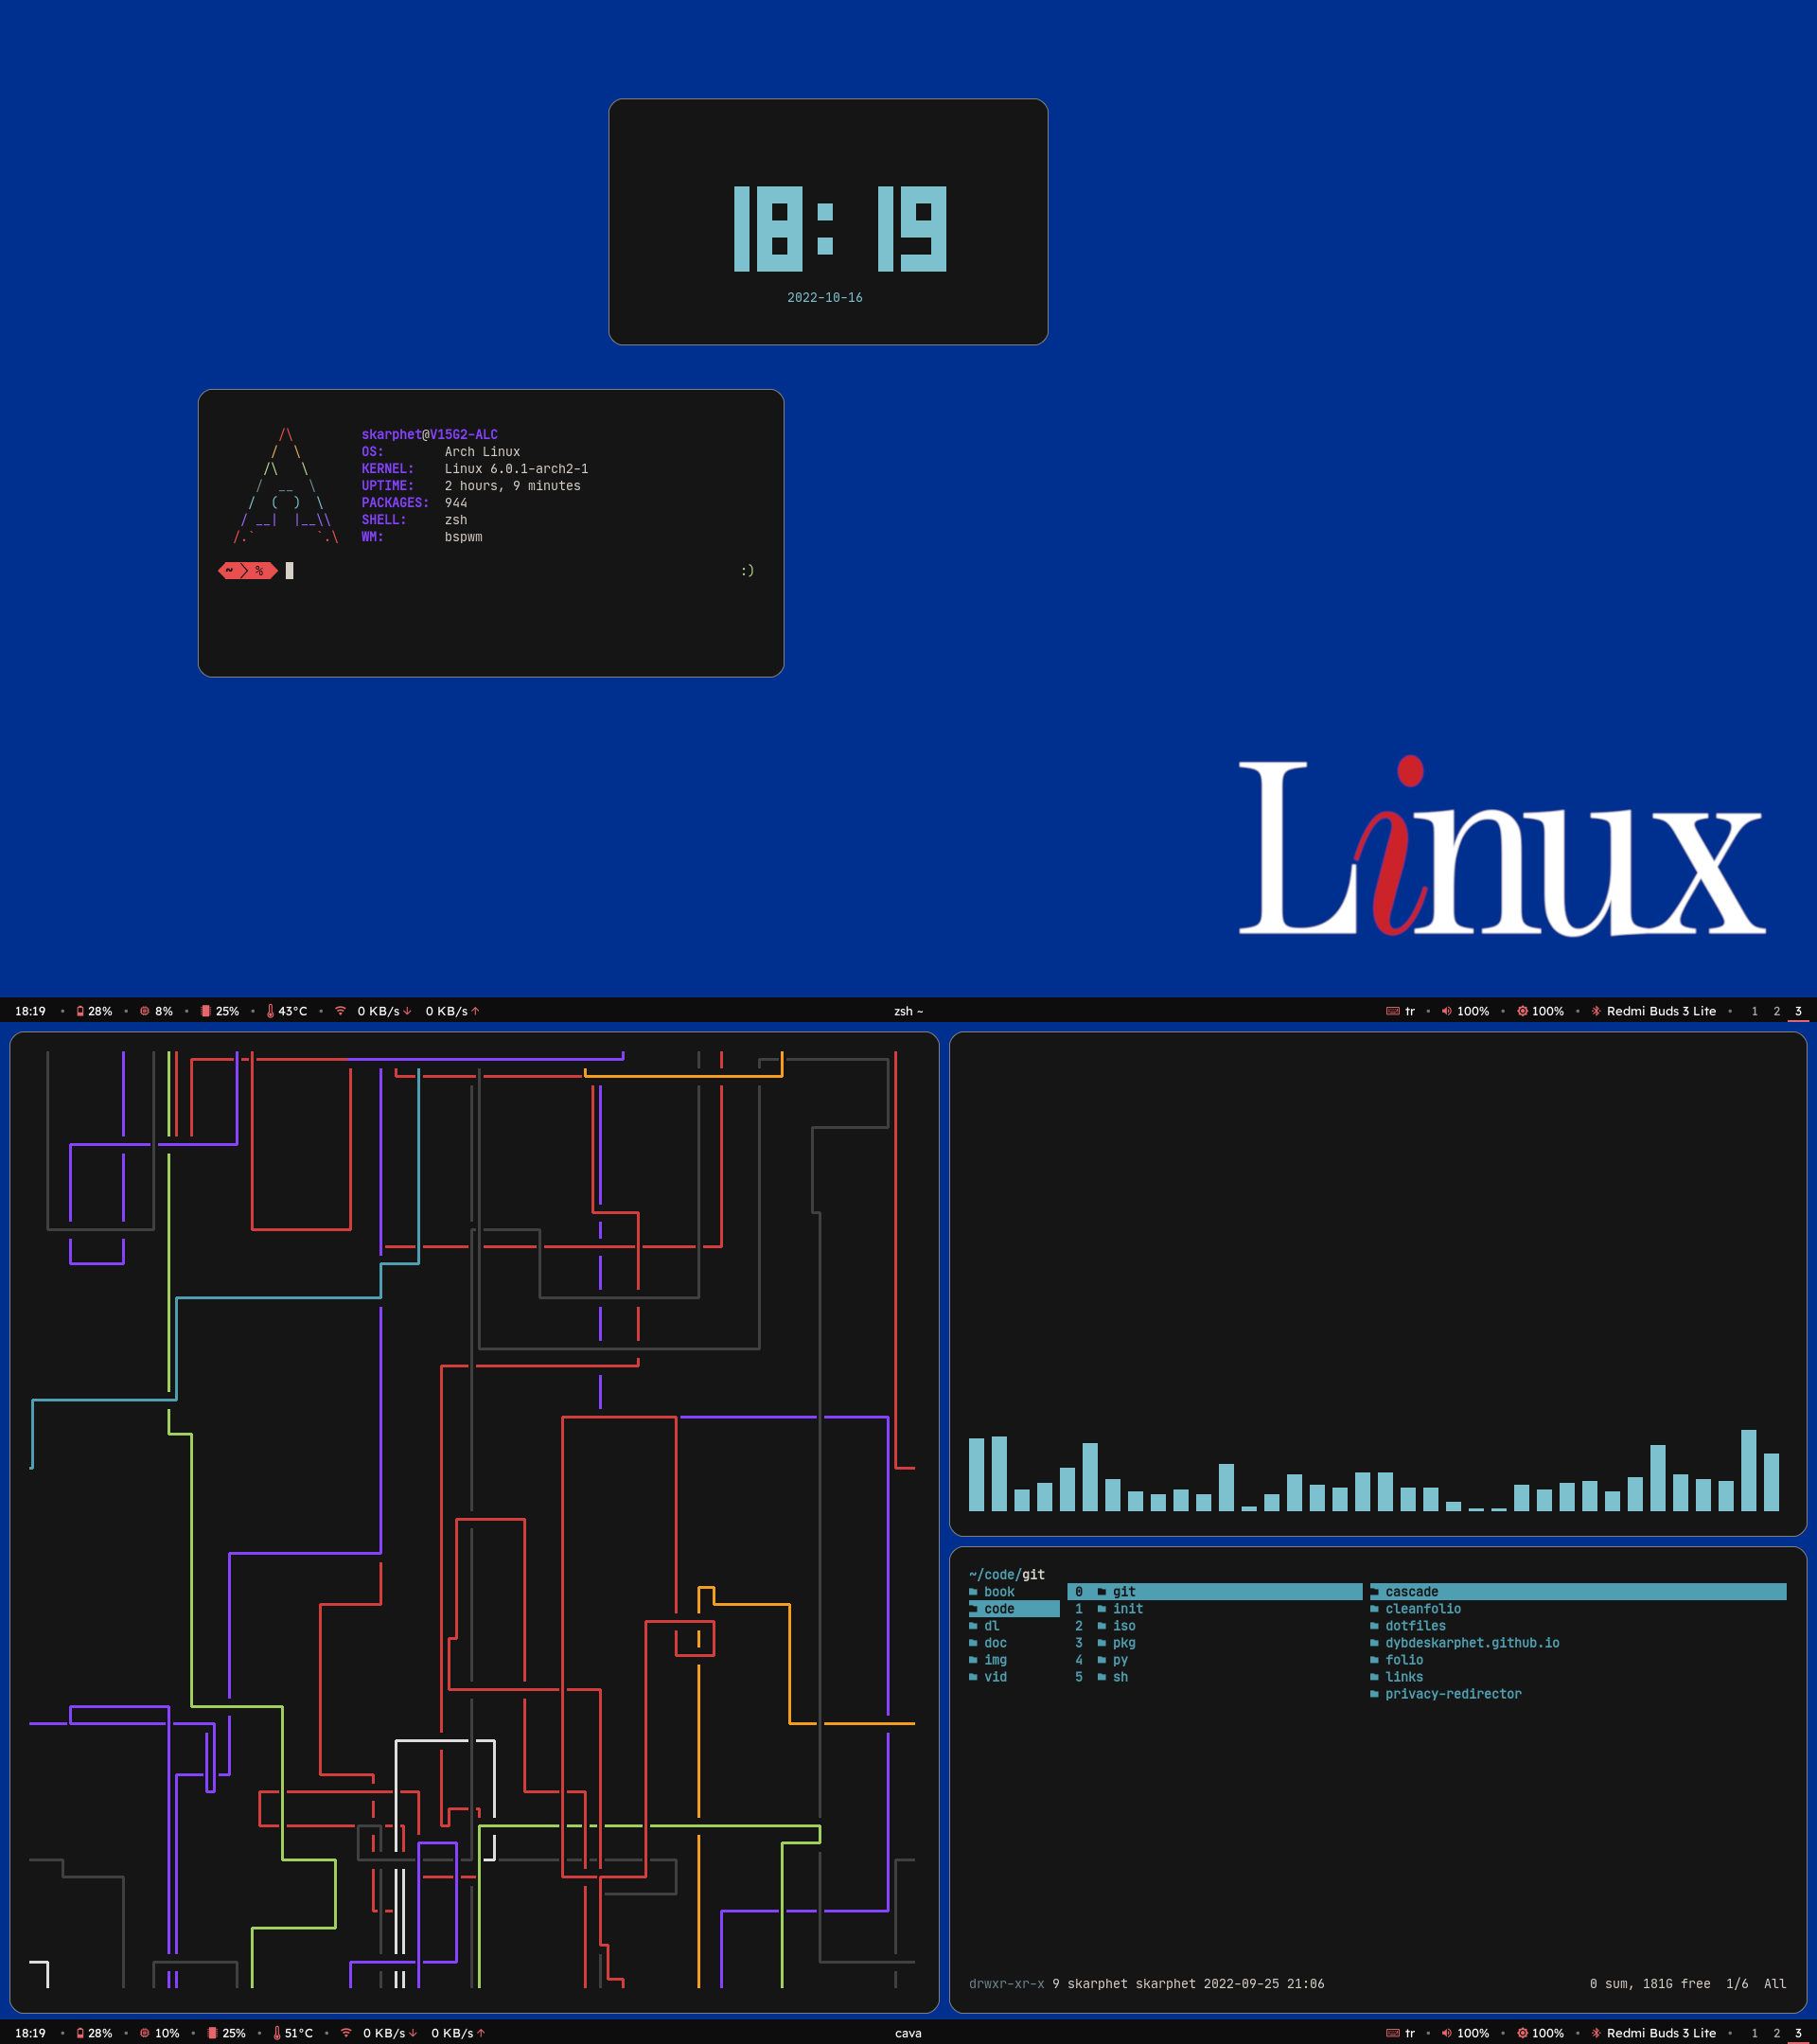 18:19
2022-10-16
skarphet@V15G2-ALC
OS: Arch Linux
KERNEL: Linux 6.0.1-arch2-1
UPTIME: 2 hours, 9 minutes
PACKAGES: 944
SHELL: zsh
WM: bspwm
~ % :)
Linux
18:19 • 28% • 8% • 25% • 43°C • 0 KB/s↓ 0 KB/s↑ zsh ~ tr • 100% • 100% • Redmi Buds 3 Lite • 1 2 3
~/code/git
book 0 git cascade
code 1 init cleanfolio
dl 2 iso dotfiles
doc 3 pkg dybdeskarphet.github.io
img 4 py folio
vid 5 sh links
privacy-redirector
drwxr-xr-x 9 skarphet skarphet 2022-09-25 21:06 0 sum, 181G free 1/6 All
18:19 • 28% • 10% • 25% • 51°C • 0 KB/s↓ 0 KB/s↑ cava tr • 100% • 100% • Redmi Buds 3 Lite • 1 2 3